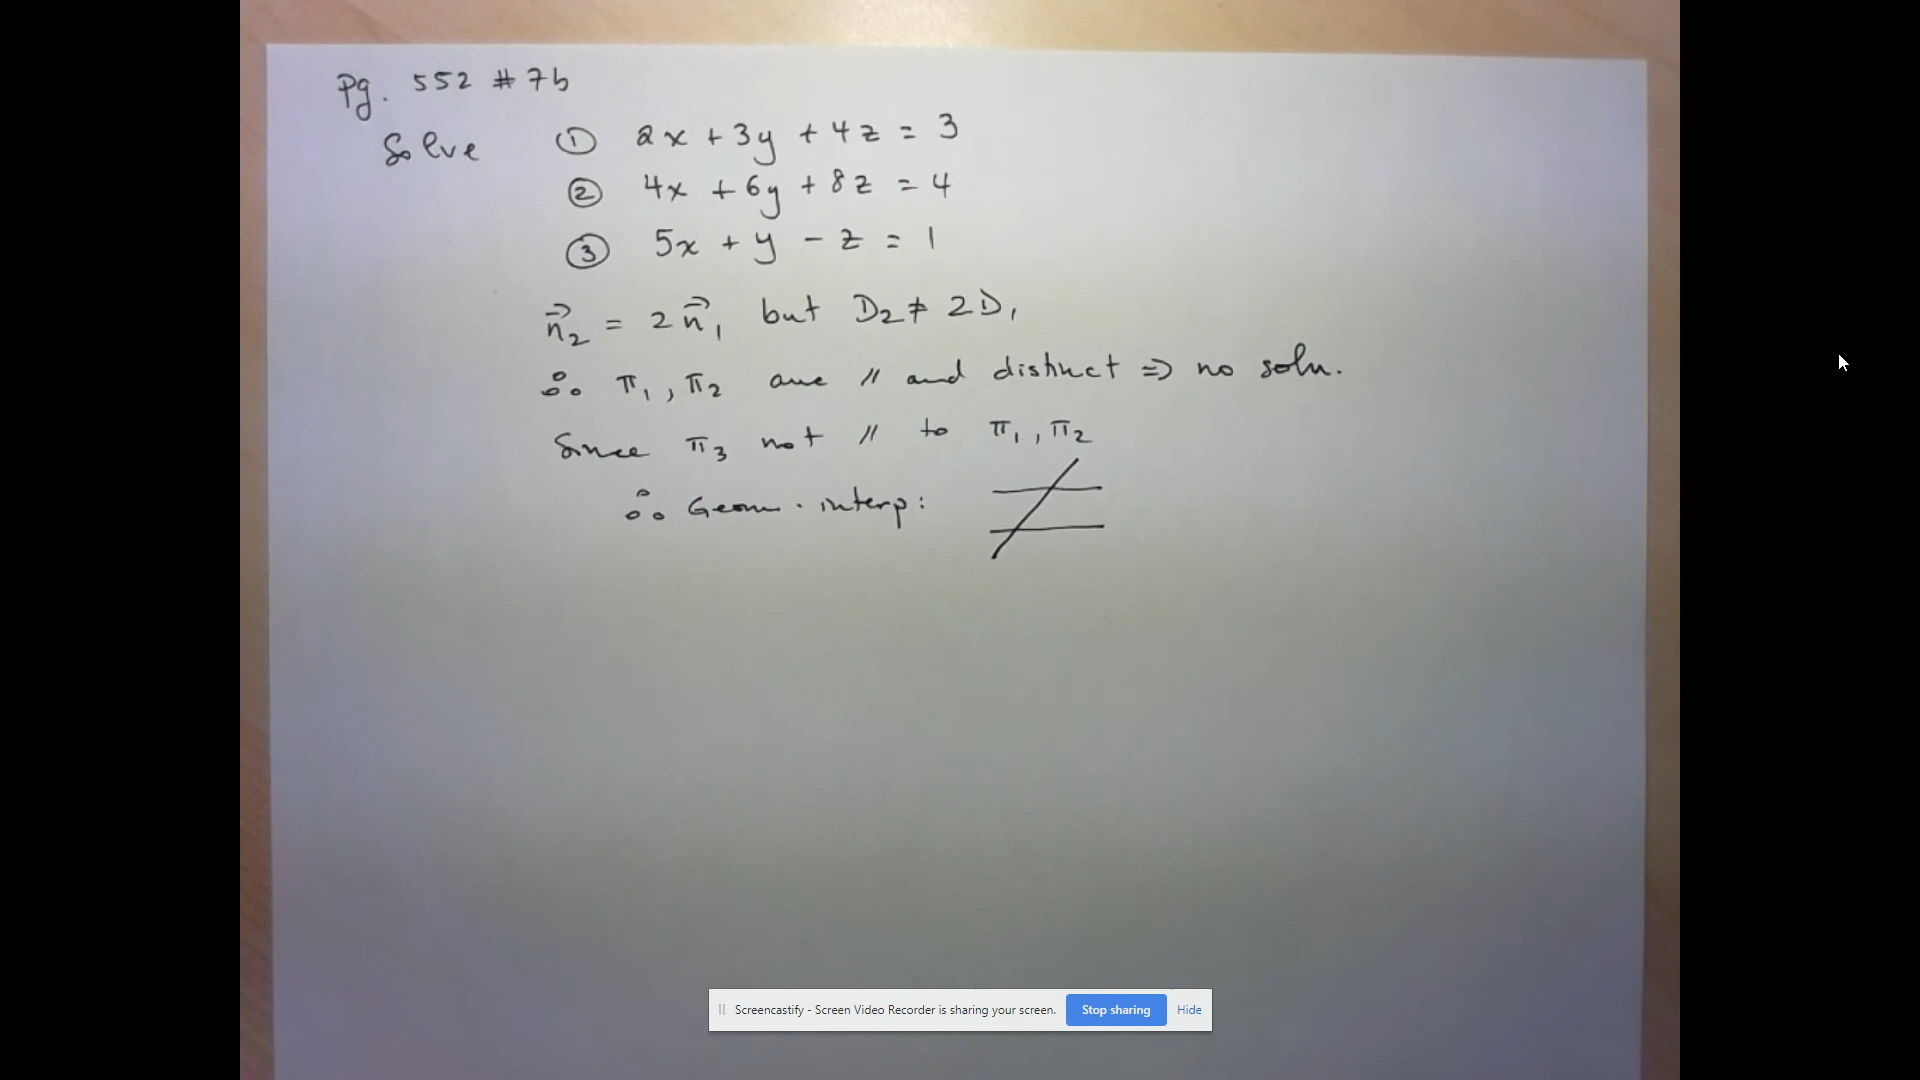 Pg. 552 # 7b
Solve ① 2x + 3y + 4z = 3
② 4x + 6y + 8z = 4
③ 5x + y - z = 1
n⃗₂ = 2n⃗₁ but D₂ ≠ 2D₁
∴ π₁, π₂ are // and distinct ⇒ no soln.
Since π₃ not // to π₁, π₂
∴ Geom. interp:
Screencastify - Screen Video Recorder is sharing your screen. Stop sharing Hide